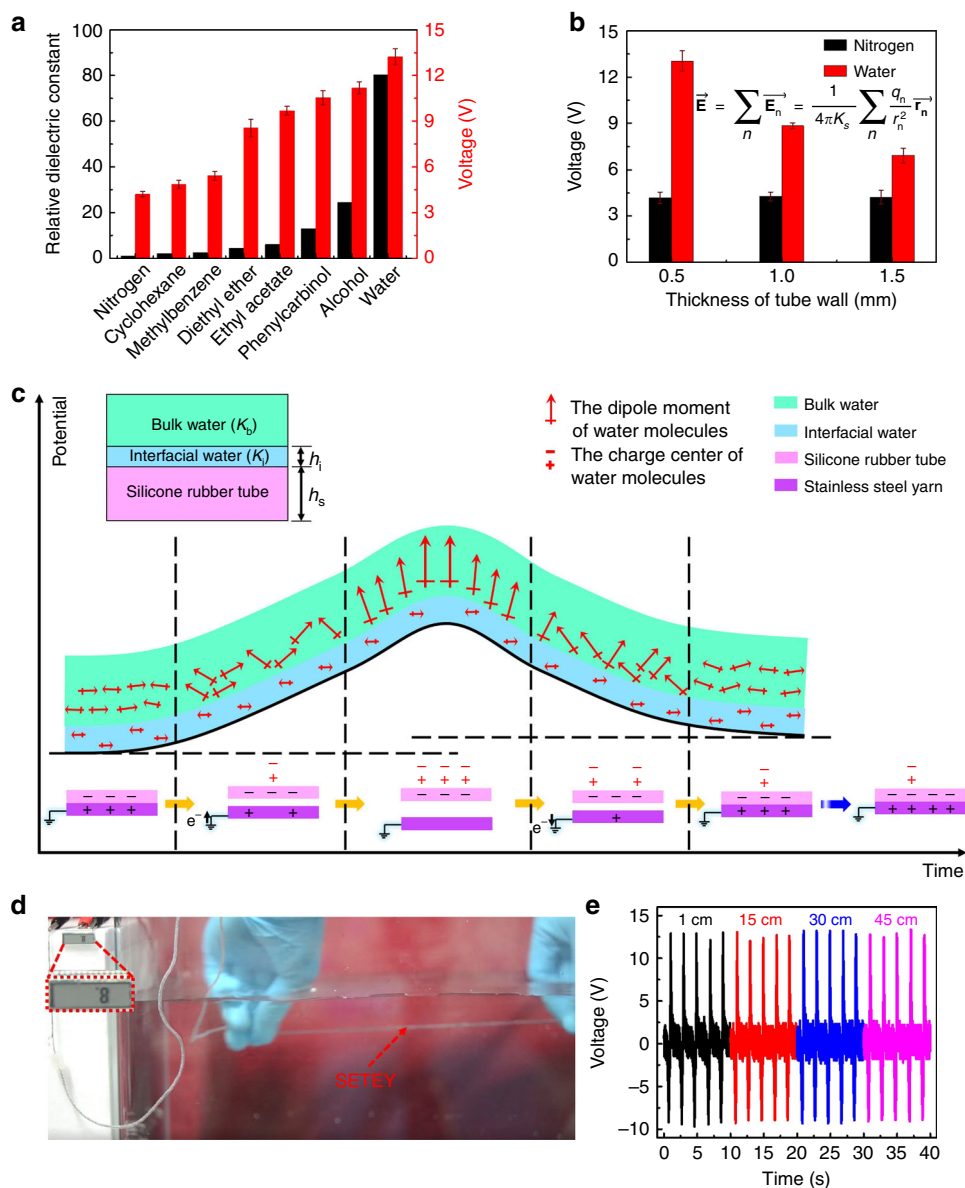 a
Relative dielectric constant
100
80
60
40
20
0
15
12
9
6
3
0
Voltage (V)
Nitrogen
Cyclohexane
Methylbenzene
Diethyl ether
Ethyl acetate
Phenylcarbinol
Alcohol
Water
b
Voltage (V)
15
12
9
6
3
0
Nitrogen
Water
E = ∑n En = 1/4πKs ∑n qn/rn² rn
0.5 1.0 1.5
Thickness of tube wall (mm)
c
Potential
Bulk water (Kb)
Interfacial water (Ki)
Silicone rubber tube
hi
hs
The dipole moment
of water molecules
The charge center of
water molecules
Bulk water
Interfacial water
Silicone rubber tube
Stainless steel yarn
e−
e−
Time
d
8
SETEY
e
Voltage (V)
15
10
5
0
−5
−10
1 cm 15 cm 30 cm 45 cm
0 5 10 15 20 25 30 35 40
Time (s)